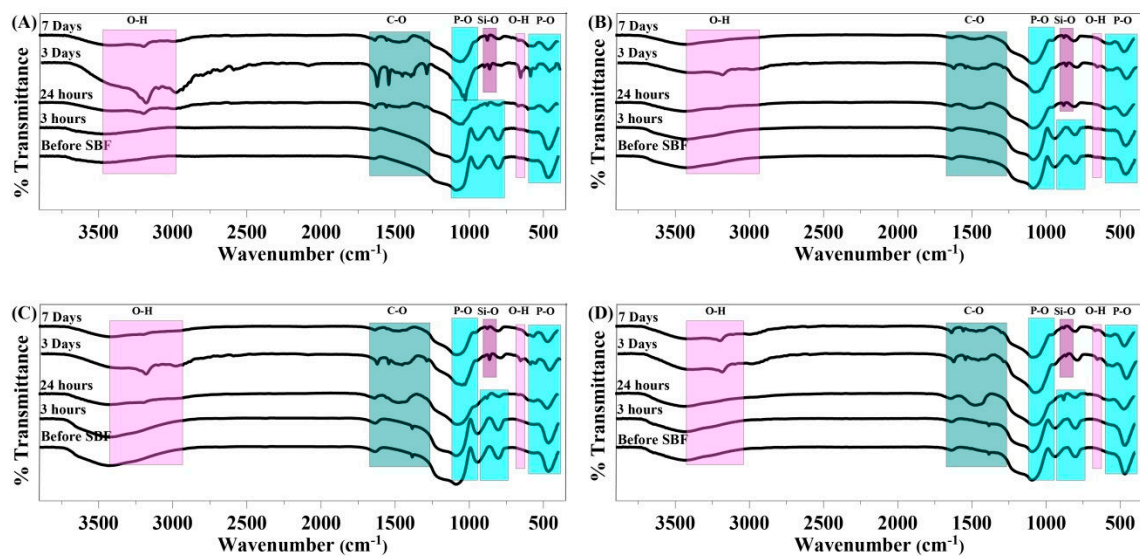 (A) O-H C-O P-O Si-O O-H P-O
7 Days
3 Days
24 hours
3 hours
Before SBF
% Transmittance
3500 3000 2500 2000 1500 1000 500
Wavenumber (cm-1)
(B) O-H C-O P-O Si-O O-H P-O
7 Days
3 Days
24 hours
3 hours
Before SBF
% Transmittance
3500 3000 2500 2000 1500 1000 500
Wavenumber (cm-1)
(C) O-H C-O P-O Si-O O-H P-O
7 Days
3 Days
24 hours
3 hours
Before SBF
% Transmittance
3500 3000 2500 2000 1500 1000 500
Wavenumber (cm-1)
(D) O-H C-O P-O Si-O O-H P-O
7 Days
3 Days
24 hours
3 hours
Before SBF
% Transmittance
3500 3000 2500 2000 1500 1000 500
Wavenumber (cm-1)